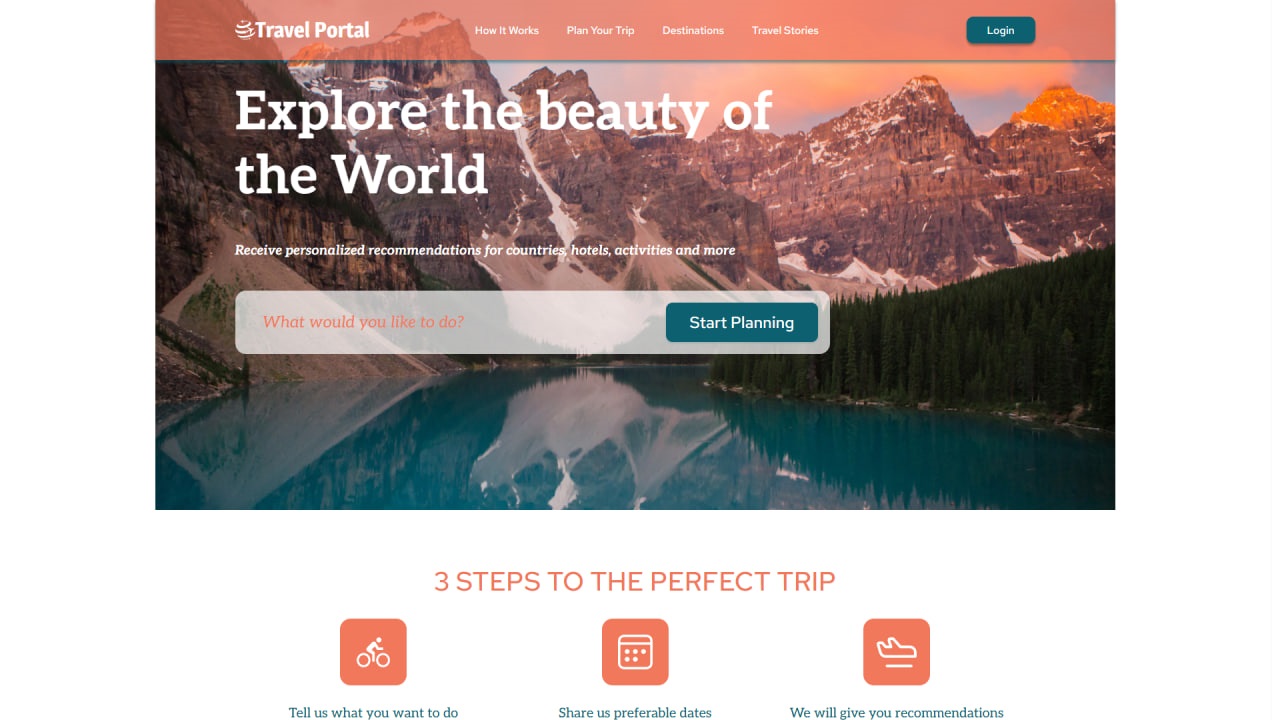 Travel Portal
How It Works
Plan Your Trip
Destinations
Travel Stories
Login
Explore the beauty of
the World
Receive personalized recommendations for countries, hotels, activities and more
What would you like to do?
Start Planning
3 STEPS TO THE PERFECT TRIP
Tell us what you want to do
Share us preferable dates
We will give you recommendations